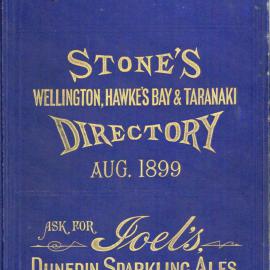 STONE'S
WELLINGTON, HAWKE'S BAY & TARANAKI
DIRECTORY
AUG. 1899
ASK FOR
Joel's
DUNEDIN SPARKLING ALES